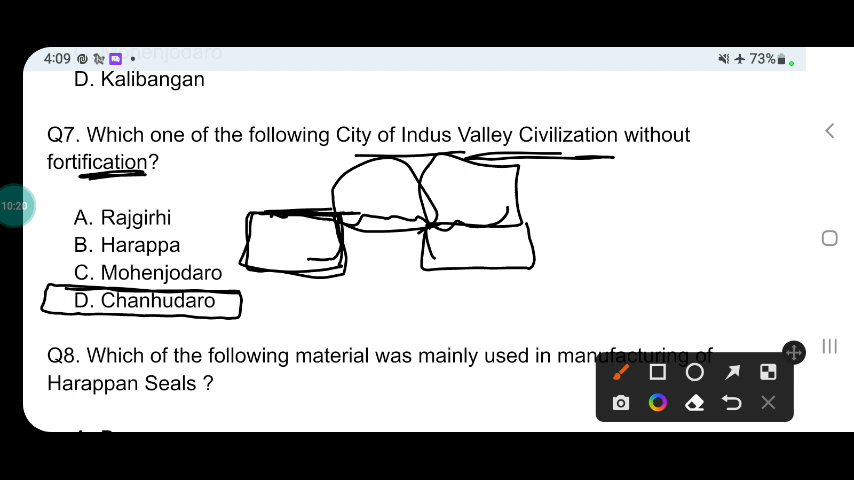 4:09
73%
D. Kalibangan
Q7. Which one of the following City of Indus Valley Civilization without
fortification?
10:20
A. Rajgirhi
B. Harappa
C. Mohenjodaro
D. Chanhudaro
Q8. Which of the following material was mainly used in manufacturing of
Harappan Seals ?